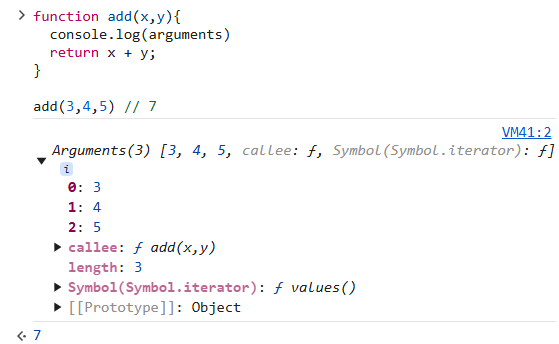 function add(x,y){
console.log(arguments)
return x + y;
}
add(3,4,5) // 7
VM41:2
Arguments(3) [3, 4, 5, callee: ƒ, Symbol(Symbol.iterator): ƒ]
i
0: 3
1: 4
2: 5
callee: ƒ add(x,y)
length: 3
Symbol(Symbol.iterator): ƒ values()
[[Prototype]]: Object
7